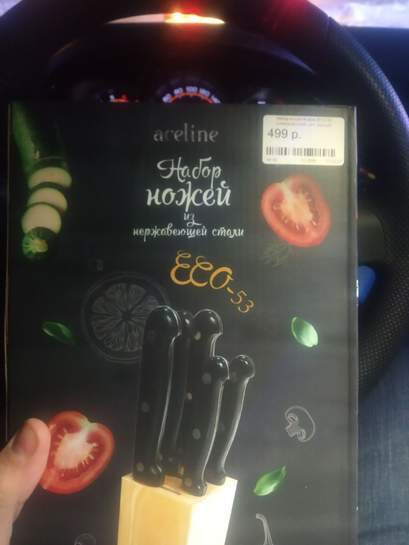 aceline
499 р.
Набор
ножей
из
нержавеющей стали
ECO-53